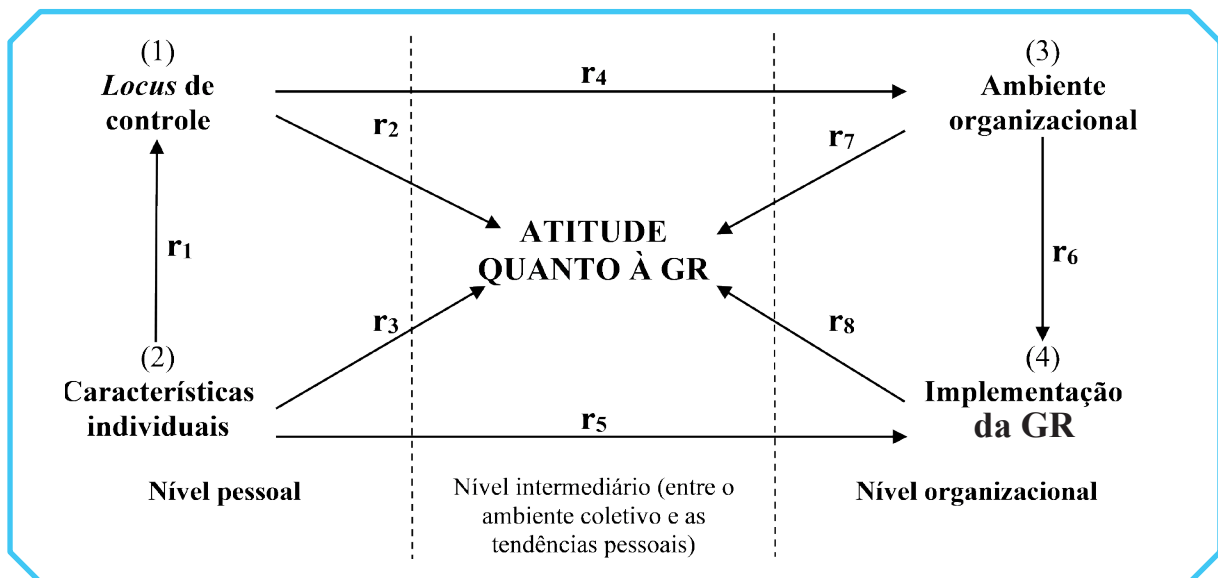 (1)
Locus de
controle
r4
(3)
Ambiente
organizacional
r2
r7
ATITUDE
QUANTO À GR
r1
r6
r3
r8
(2)
Característícas
individuais
(4)
Implementação
da GR
r5
Nível pessoal
Nível intermediário (entre o
ambiente coletivo e as
tendências pessoais)
Nível organizacional